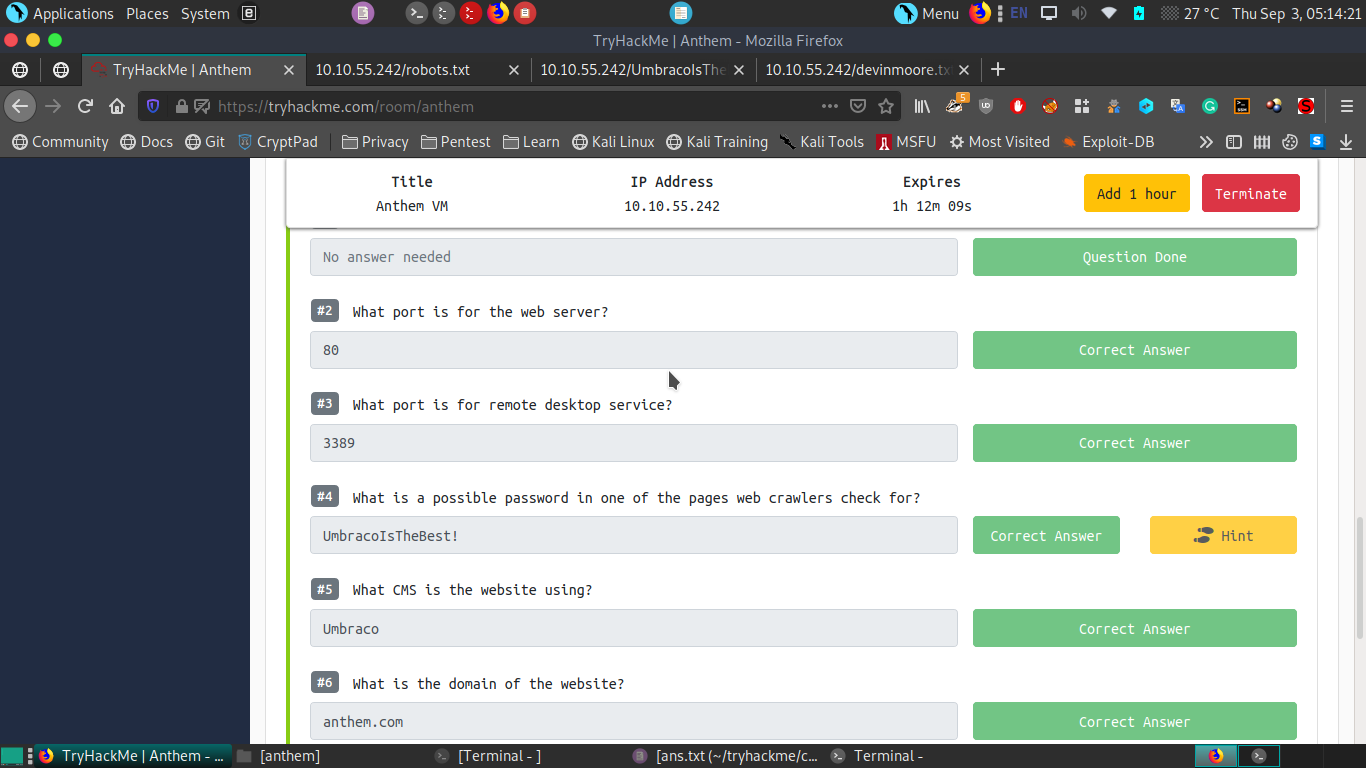 Applications Places System Menu EN 27 °C Thu Sep 3, 05:14:21
TryHackMe | Anthem - Mozilla Firefox
TryHackMe | Anthem 10.10.55.242/robots.txt 10.10.55.242/UmbracoIsThe 10.10.55.242/devinmoore.tx
https://tryhackme.com/room/anthem 5
Community Docs Git CryptPad Privacy Pentest Learn Kali Linux Kali Training Kali Tools MSFU Most Visited Exploit-DB
Title IP Address Expires
Anthem VM 10.10.55.242 1h 12m 09s
Add 1 hour Terminate
No answer needed Question Done
#2 What port is for the web server?
80 Correct Answer
#3 What port is for remote desktop service?
3389 Correct Answer
#4 What is a possible password in one of the pages web crawlers check for?
UmbracoIsTheBest! Correct Answer Hint
#5 What CMS is the website using?
Umbraco Correct Answer
#6 What is the domain of the website?
anthem.com Correct Answer
TryHackMe | Anthem - ... [anthem] [Terminal - ] [ans.txt (~/tryhackme/c... Terminal -